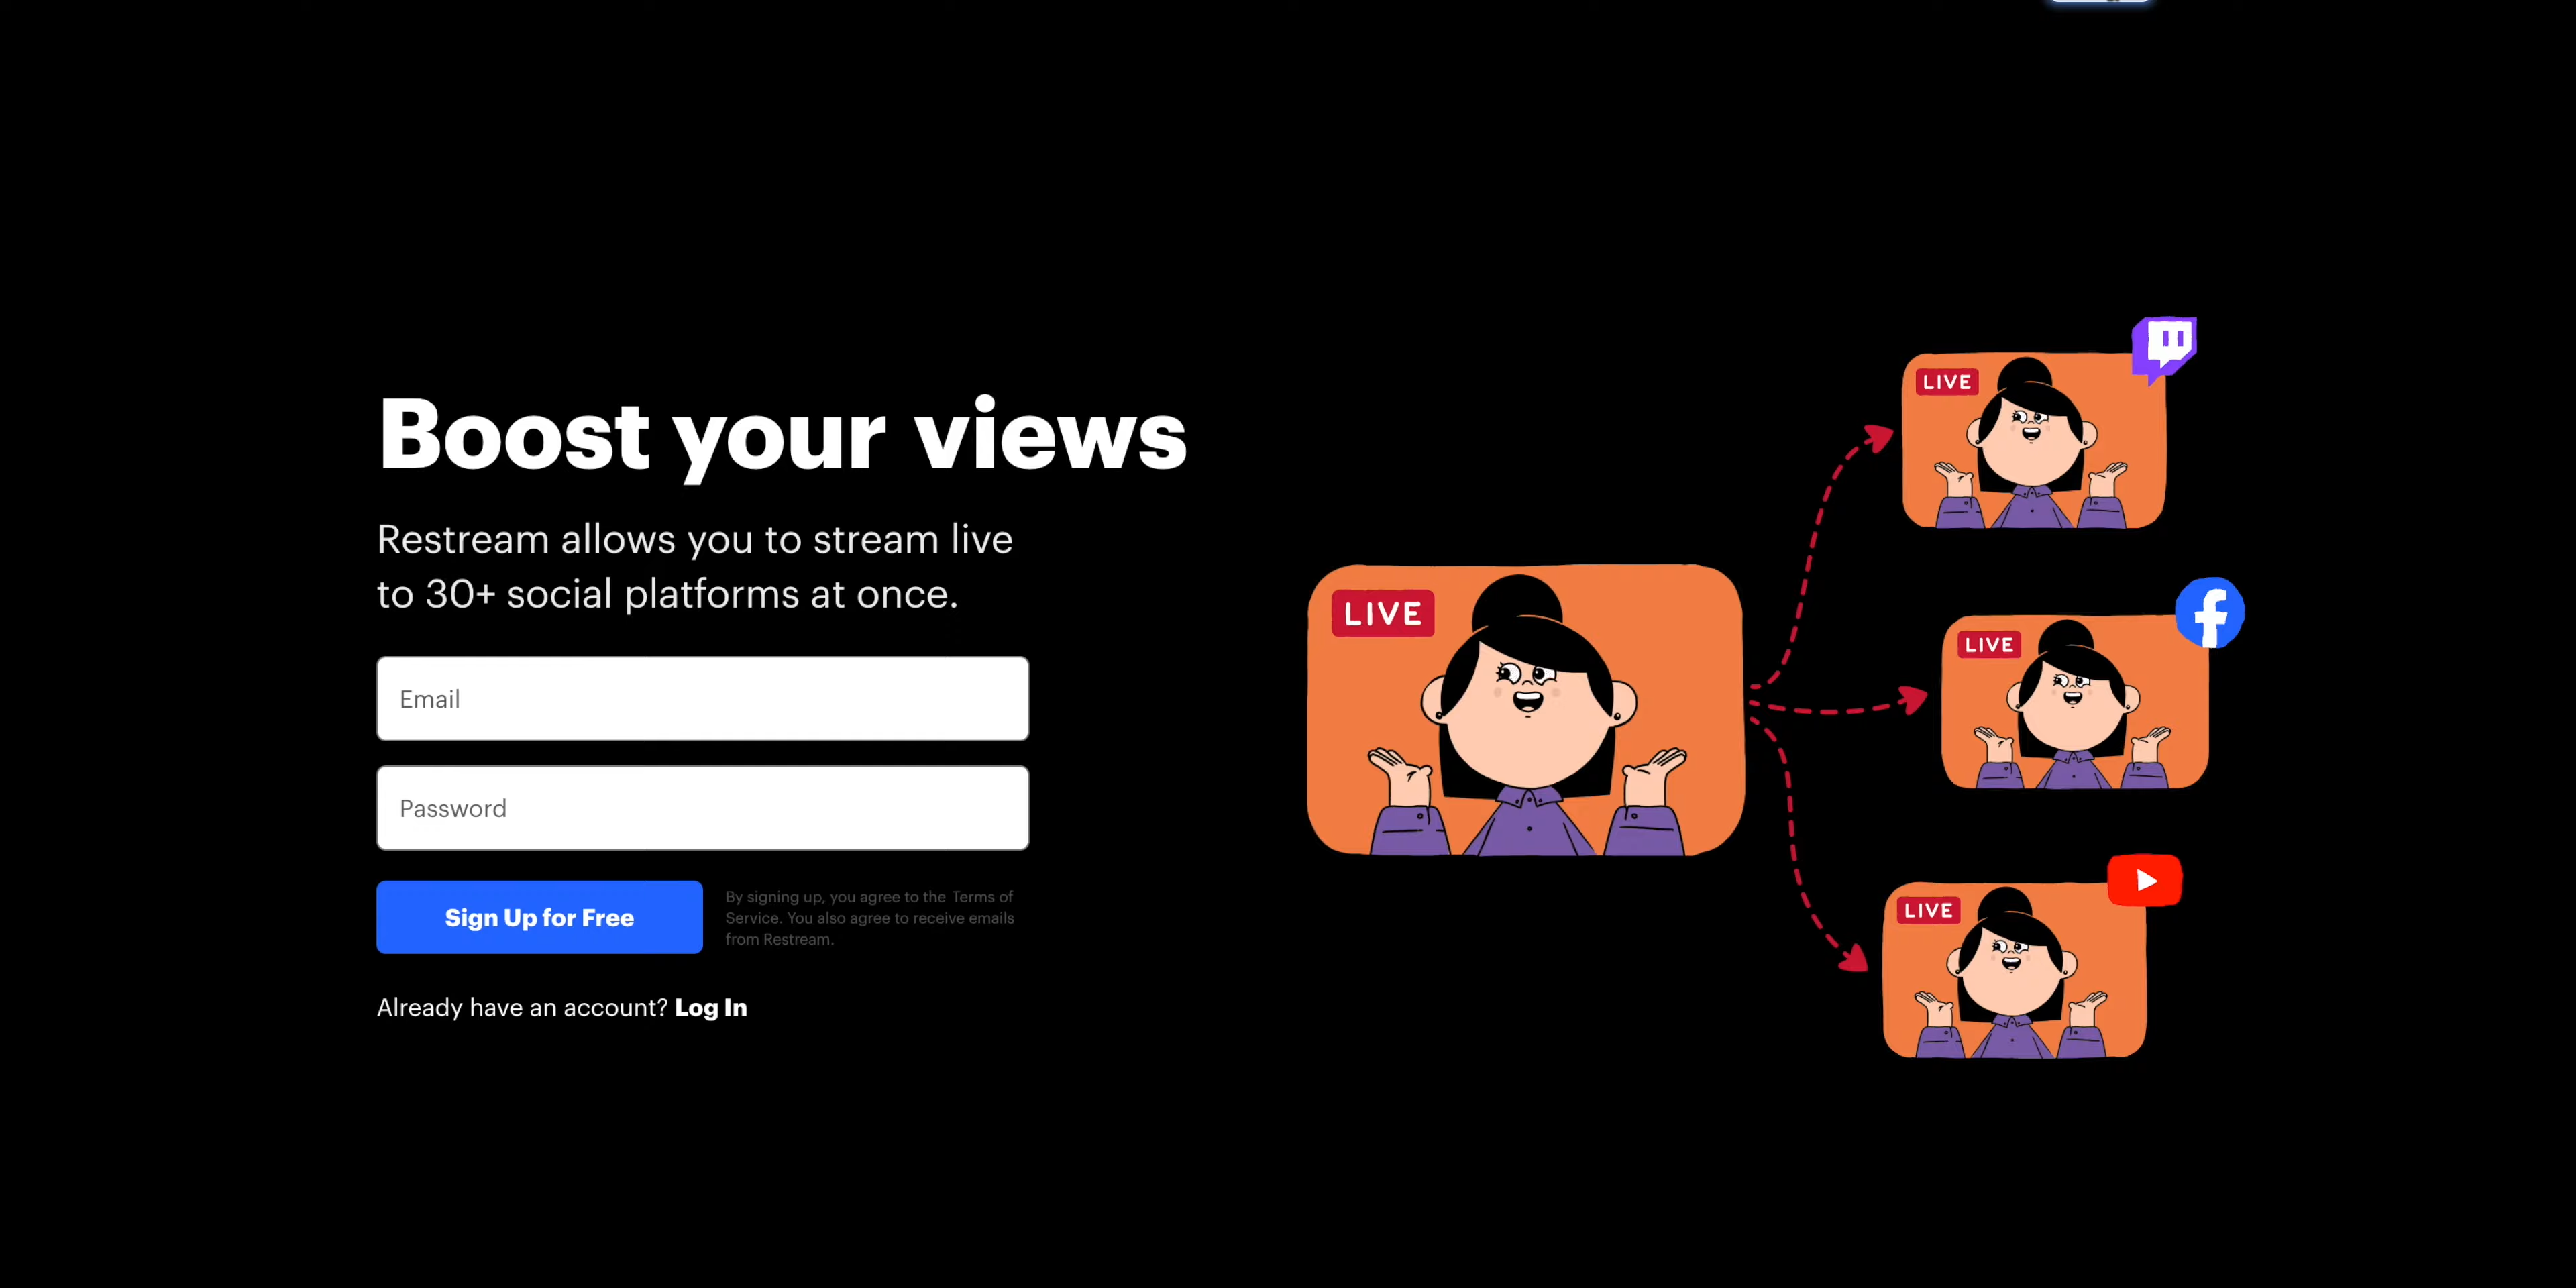 Boost your views
Restream allows you to stream live
to 30+ social platforms at once.
Email
Password
Sign Up for Free
By signing up, you agree to the Terms of
Service. You also agree to receive emails
from Restream.
Already have an account? Log In
LIVE
LIVE
LIVE
LIVE